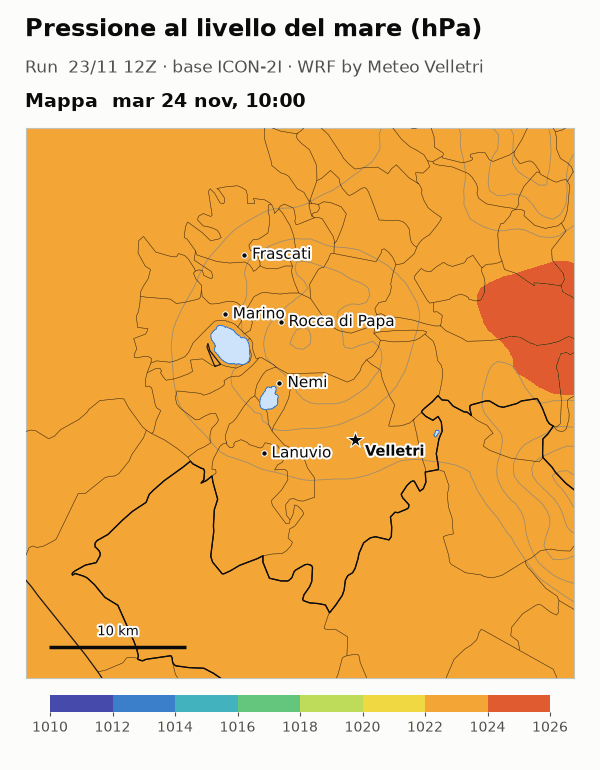 Pressione al livello del mare (hPa)
Run  23/11 12Z · base ICON-2I · WRF by Meteo Velletri
Mappa  mar 24 nov, 10:00
Frascati
Marino
Rocca di Papa
Nemi
Velletri
Lanuvio
10 km
1010 1012 1014 1016 1018 1020 1022 1024 1026